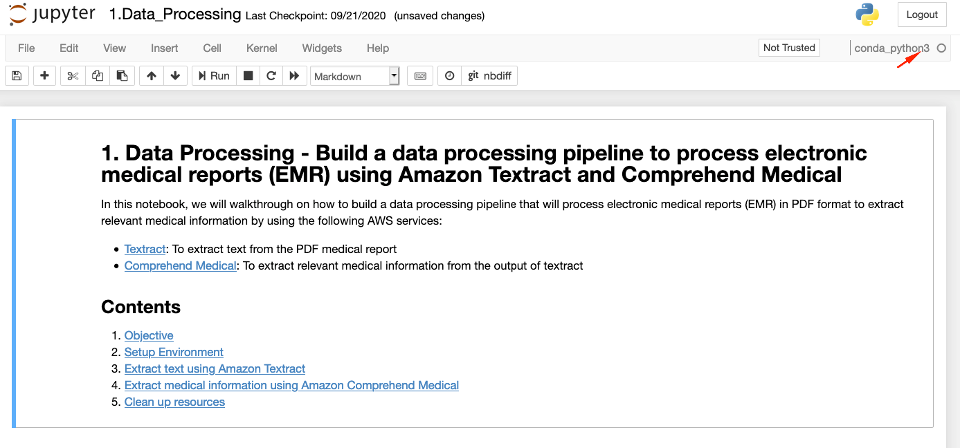 jupyter 1.Data_Processing Last Checkpoint: 09/21/2020 (unsaved changes) Logout
File Edit View Insert Cell Kernel Widgets Help Not Trusted conda_python3
Run Markdown git nbdiff
1. Data Processing - Build a data processing pipeline to process electronic
medical reports (EMR) using Amazon Textract and Comprehend Medical
In this notebook, we will walkthrough on how to build a data processing pipeline that will process electronic medical reports (EMR) in PDF format to extract
relevant medical information by using the following AWS services:
• Textract: To extract text from the PDF medical report
• Comprehend Medical: To extract relevant medical information from the output of textract
Contents
1. Objective
2. Setup Environment
3. Extract text using Amazon Textract
4. Extract medical information using Amazon Comprehend Medical
5. Clean up resources